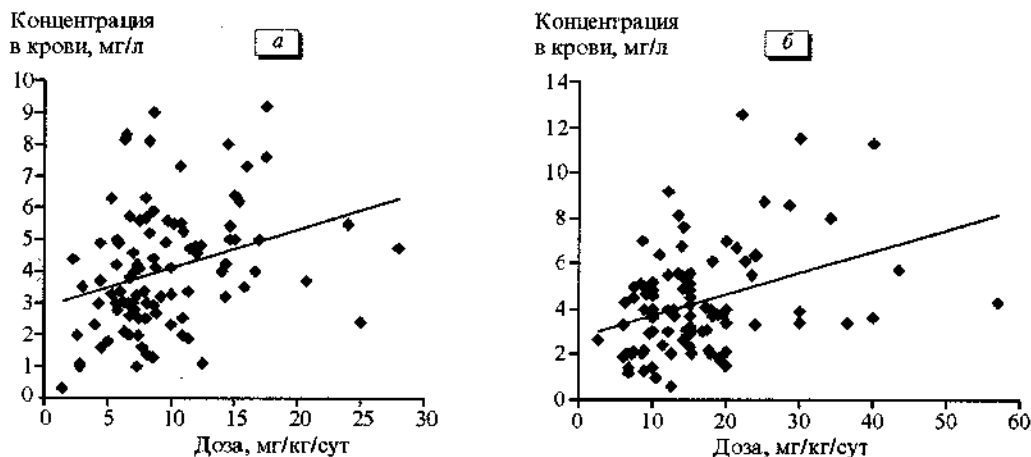 Концентрация
в крови, мг/л
а
10
9
8
7
6
5
4
3
2
1
0
0 5 10 15 20 25 30
Доза, мг/кг/сут
Концентрация
в крови, мг/л
б
14
12
10
8
6
4
2
0
0 10 20 30 40 50 60
Доза, мг/кг/сут